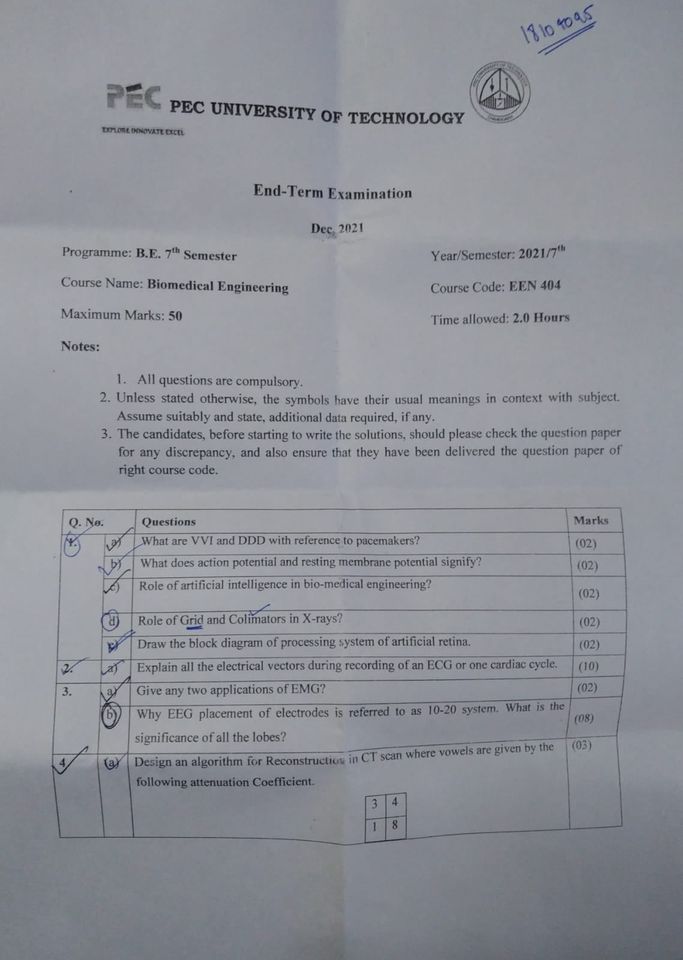 18104095
PEC PEC UNIVERSITY OF TECHNOLOGY
EXPLORE INNOVATE EXCEL
End-Term Examination
Dec, 2021
Programme: B.E. 7th Semester Year/Semester: 2021/7th
Course Name: Biomedical Engineering Course Code: EEN 404
Maximum Marks: 50 Time allowed: 2.0 Hours
Notes:
1. All questions are compulsory.
2. Unless stated otherwise, the symbols have their usual meanings in context with subject.
Assume suitably and state, additional data required, if any.
3. The candidates, before starting to write the solutions, should please check the question paper
for any discrepancy, and also ensure that they have been delivered the question paper of
right course code.
Q. No. Questions Marks
1. a) What are VVI and DDD with reference to pacemakers? (02)
b) What does action potential and resting membrane potential signify? (02)
c) Role of artificial intelligence in bio-medical engineering? (02)
d) Role of Grid and Colimators in X-rays? (02)
e) Draw the block diagram of processing system of artificial retina. (02)
2. a) Explain all the electrical vectors during recording of an ECG or one cardiac cycle. (10)
3. a) Give any two applications of EMG? (02)
b) Why EEG placement of electrodes is referred to as 10-20 system. What is the (08)
significance of all the lobes?
4 (a) Design an algorithm for Reconstruction in CT scan where vowels are given by the (03)
following attenuation Coefficient.
3 4
1 8